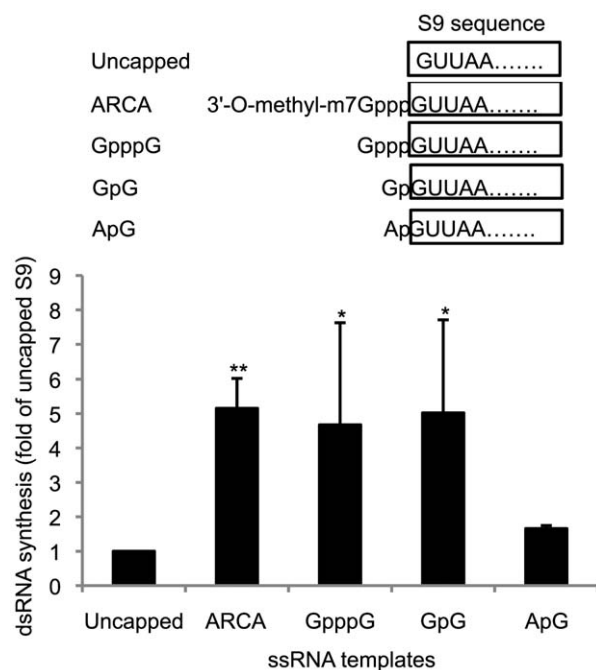 S9 sequence
Uncapped GUUAA.......
ARCA 3'-O-methyl-m7GpppGUUAA.......
GpppG GpppGUUAA.......
GpG GpGUUAA.......
ApG ApGUUAA.......
dsRNA synthesis (fold of uncapped S9)
9
8
7
6
5
4
3
2
1
0
** * *
Uncapped ARCA GpppG GpG ApG
ssRNA templates